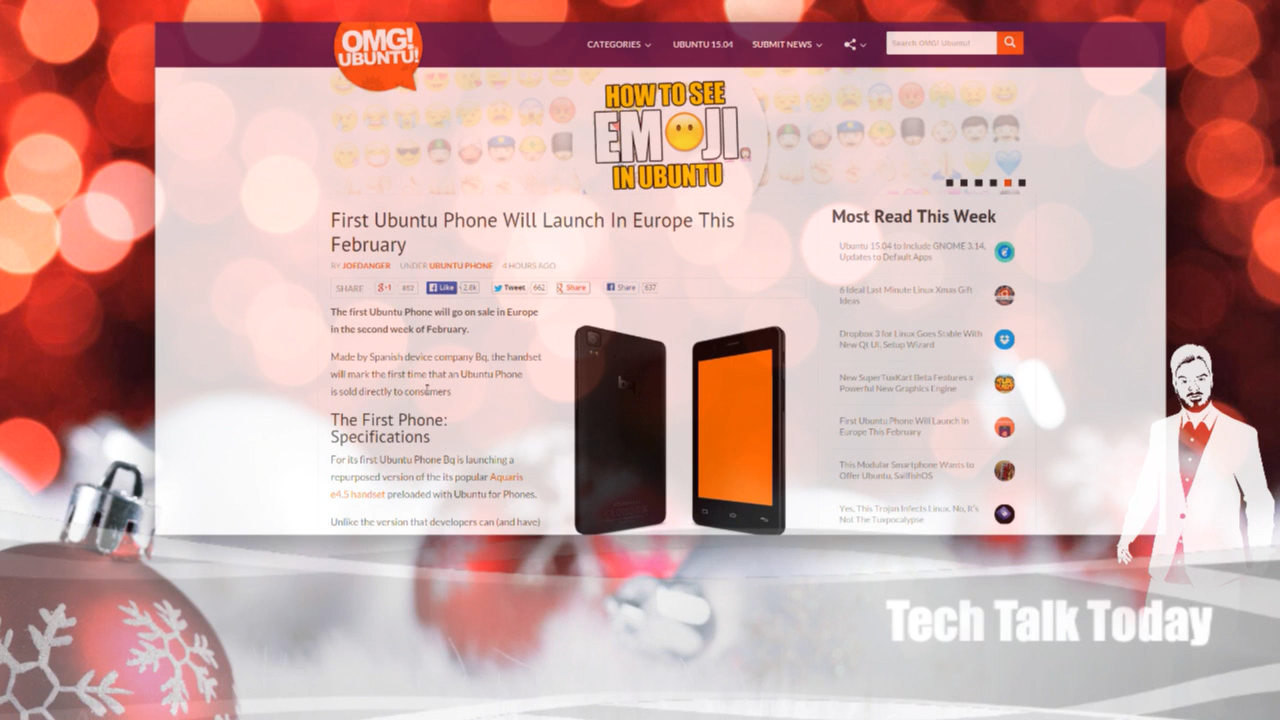 OMG!
UBUNTU!
CATEGORIES
UBUNTU 15.04
SUBMIT NEWS
Search OMG! Ubuntu!
HOW TO SEE
EMOJI
IN UBUNTU
First Ubuntu Phone Will Launch In Europe This
February
BY JOEDANGER UNDER UBUNTU PHONE 4 HOURS AGO
SHARE g+1 852 Like 2.8k Tweet 662 Share Share 637
The first Ubuntu Phone will go on sale in Europe
in the second week of February.
Made by Spanish device company Bq, the handset
will mark the first time that an Ubuntu Phone
is sold directly to consumers
The First Phone:
Specifications
For its first Ubuntu Phone Bq is launching a
repurposed version of the its popular Aquaris
e4.5 handset preloaded with Ubuntu for Phones.
Unlike the version that developers can (and have)
bq
Most Read This Week
Ubuntu 15.04 to Include GNOME 3.14,
Updates to Default Apps
6 Ideal Last Minute Linux Xmas Gift
Ideas
Dropbox 3 for Linux Goes Stable With
New Qt UI, Setup Wizard
New SuperTuxKart Beta Features a
Powerful New Graphics Engine
First Ubuntu Phone Will Launch In
Europe This February
This Modular Smartphone Wants to
Offer Ubuntu, SailfishOS
Yes, This Trojan Infects Linux. No, It's
Not The Tuxpocalypse
Tech Talk Today